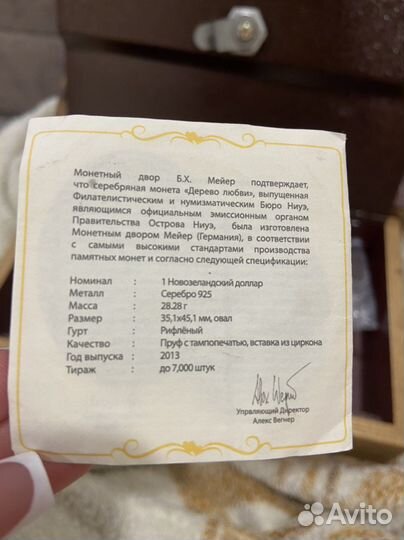 Монетный двор Б.Х. Мейер подтверждает,
что серебряная монета «Дерево любви», выпущенная
Филателистическим и нумизматическим Бюро Ниуэ,
являющимся официальным эмиссионным органом
Правительства Острова Ниуэ, была изготовлена
Монетным двором Мейер (Германия), в соответствии
с самыми высокими стандартами производства
памятных монет и согласно следующей спецификации:
Номинал : 1 Новозеландский доллар
Металл : Серебро 925
Масса : 28.28 г
Размер : 35,1x45,1 мм, овал
Гурт : Рифлёный
Качество : Пруф с тампопечатью, вставка из циркона
Год выпуска : 2013
Тираж : до 7,000 штук
Управляющий Директор
Алекс Вегнер
Avito